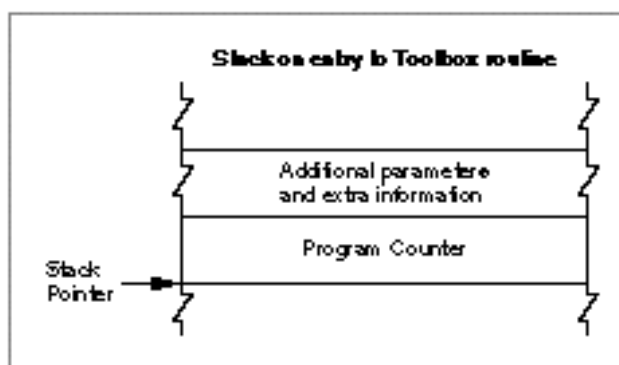 Stack on entry to Toolbox routine
Additional parameters
and extra information
Program Counter
Stack
Pointer